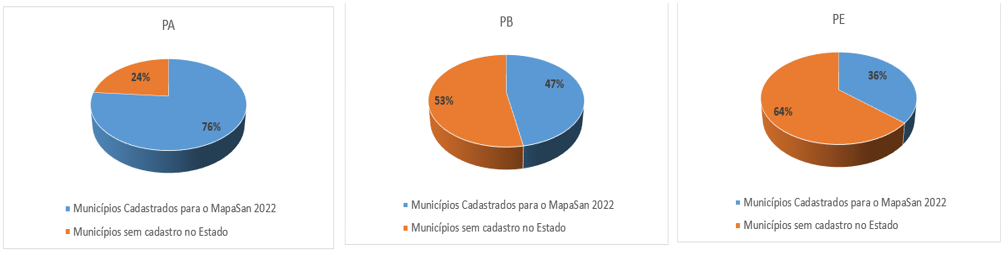 PA
24%
76%
Municípios Cadastrados para o MapaSan 2022
Municípios sem cadastro no Estado
PB
47%
53%
Municípios Cadastrados para o MapaSan 2022
Municípios sem cadastro no Estado
PE
36%
64%
Municípios Cadastrados para o MapaSan 2022
Municípios sem cadastro no Estado